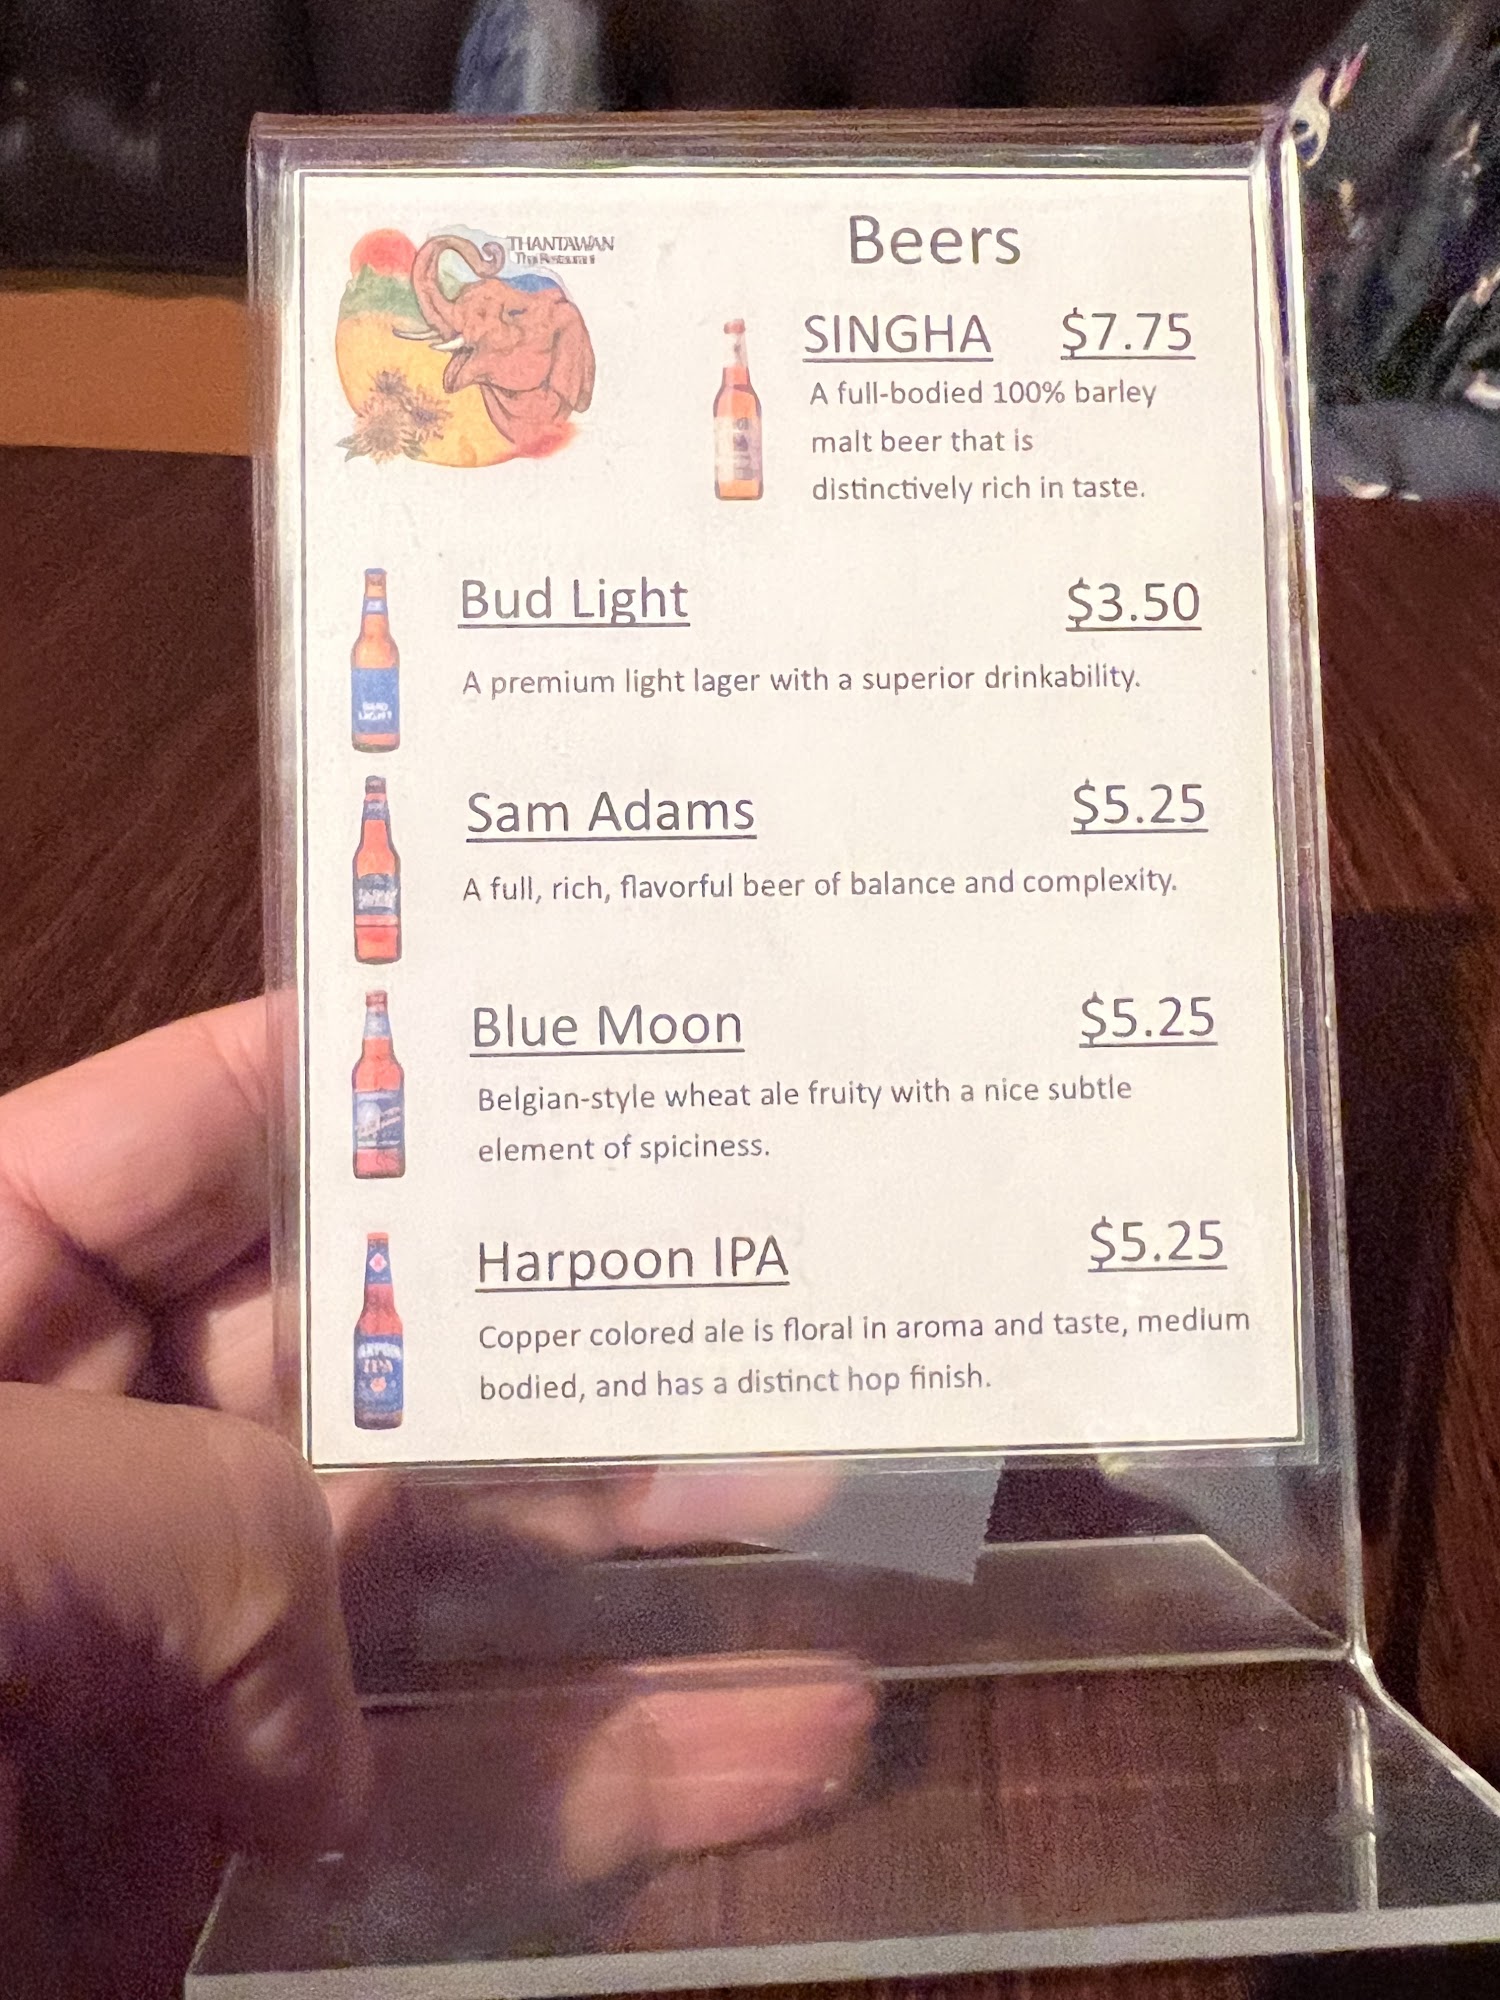 THANTAWAN
Beers
SINGHA $7.75
A full-bodied 100% barley
malt beer that is
distinctively rich in taste.
Bud Light $3.50
A premium light lager with a superior drinkability.
Sam Adams $5.25
A full, rich, flavorful beer of balance and complexity.
Blue Moon $5.25
Belgian-style wheat ale fruity with a nice subtle
element of spiciness.
Harpoon IPA $5.25
Copper colored ale is floral in aroma and taste, medium
bodied, and has a distinct hop finish.
LIGHT
IPA